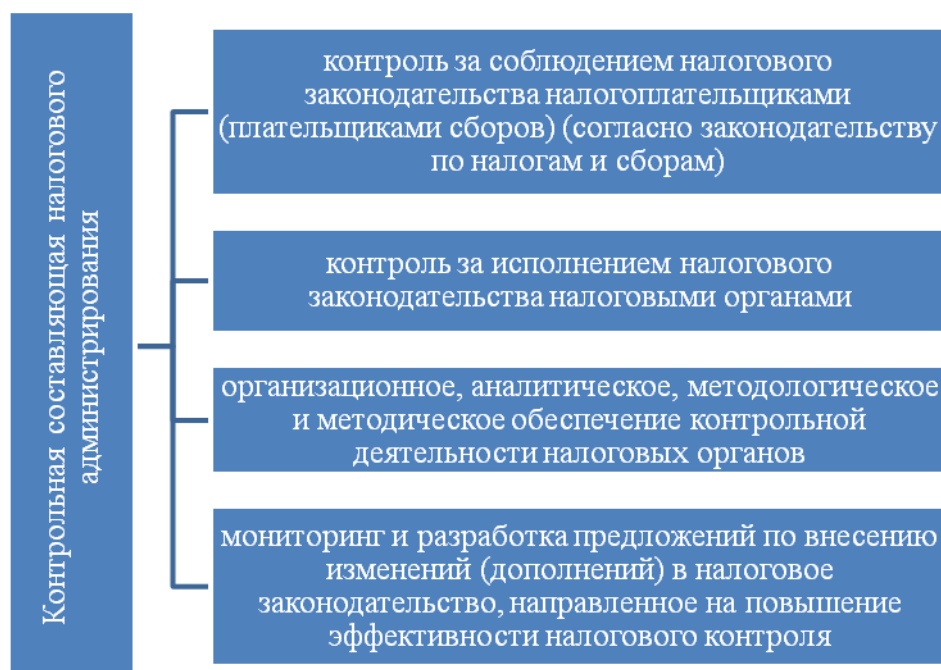 Контрольная составляющая налогового
администрирования
контроль за соблюдением налогового
законодательства налогоплательщиками
(плательщиками сборов) (согласно законодательству
по налогам и сборам)
контроль за исполнением налогового
законодательства налоговыми органами
организационное, аналитическое, методологическое
и методическое обеспечение контрольной
деятельности налоговых органов
мониторинг и разработка предложений по внесению
изменений (дополнений) в налоговое
законодательство, направленное на повышение
эффективности налогового контроля